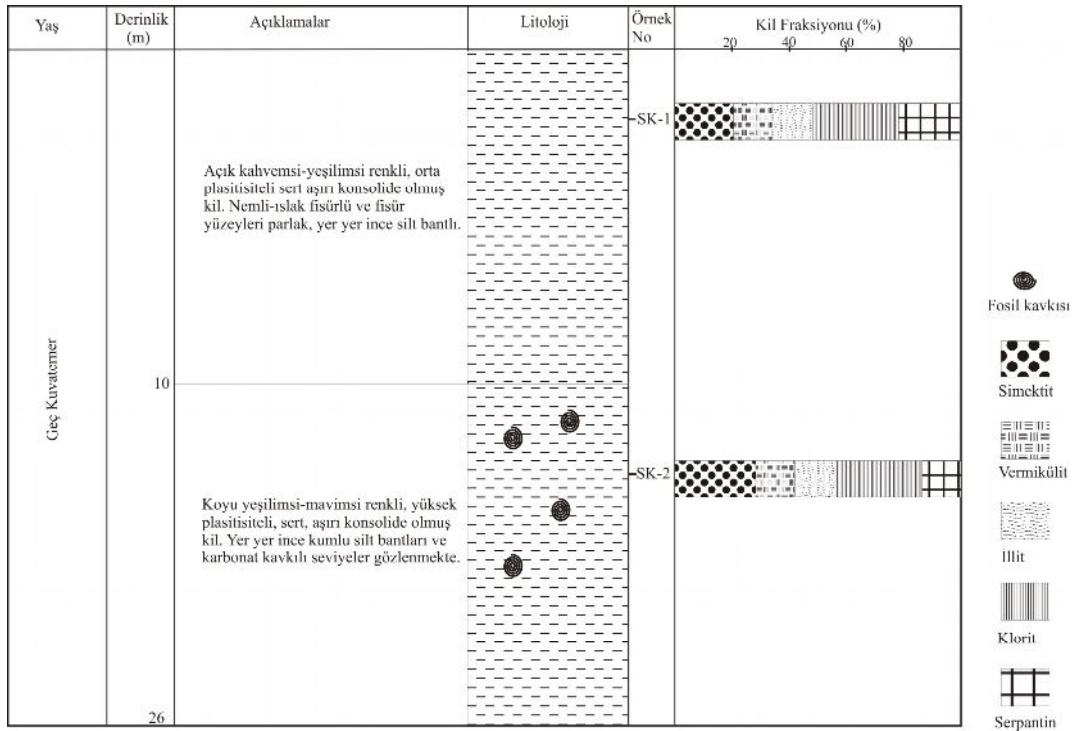 Yaş
Derinlik
(m)
Açıklamalar
Litoloji
Örnek
No
Kil Fraksiyonu (%)
20 40 60 80
SK-1
Açık kahvemsi-yeşilimsi renkli, orta
plasitisiteli sert aşırı konsolide olmuş
kil. Nemli-ıslak fisürlü ve fisür
yüzeyleri parlak, yer yer ince silt bantlı.
Geç Kuvaterner
10
SK-2
Koyu yeşilimsi-mavimsi renkli, yüksek
plasitisiteli, sert, aşırı konsolide olmuş
kil. Yer yer ince kumlu silt bantları ve
karbonat kavkılı seviyeler gözlenmekte.
26
Fosil kavkısı
Simektit
Vermikülit
İllit
Klorit
Serpantin